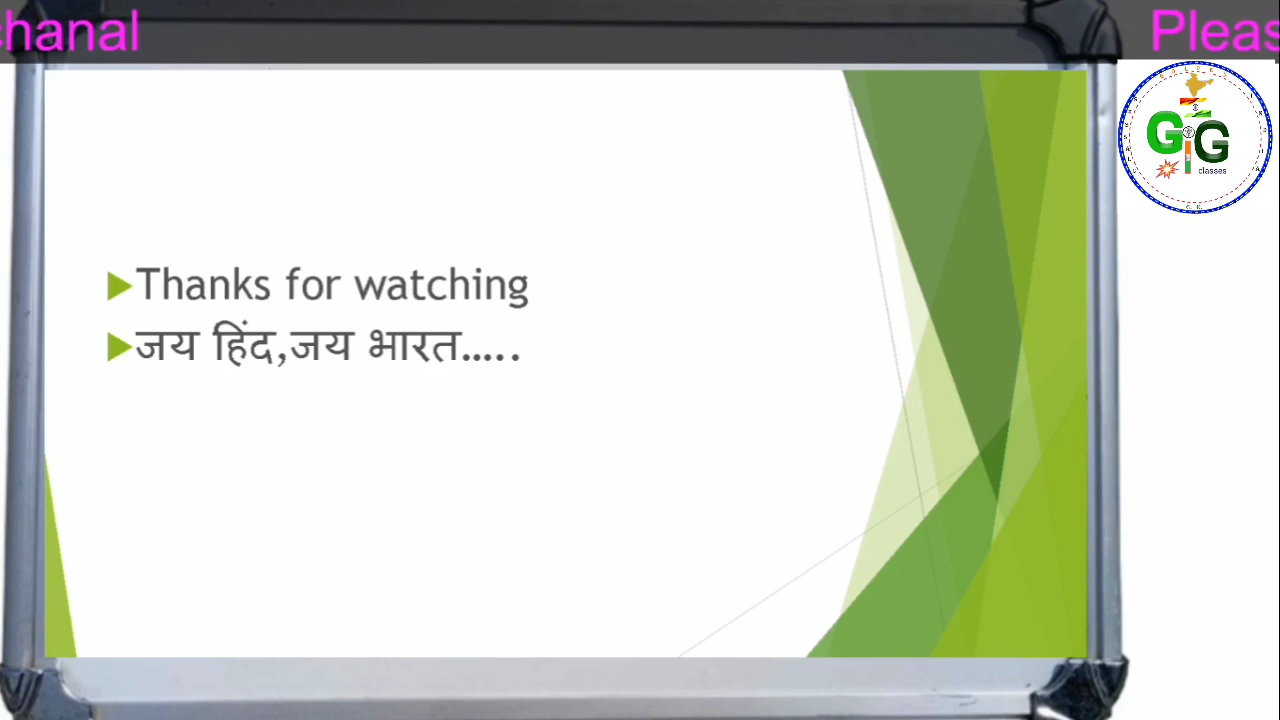 chanal Pleas
Thanks for watching
जय हिंद,जय भारत.....
GiG
classes